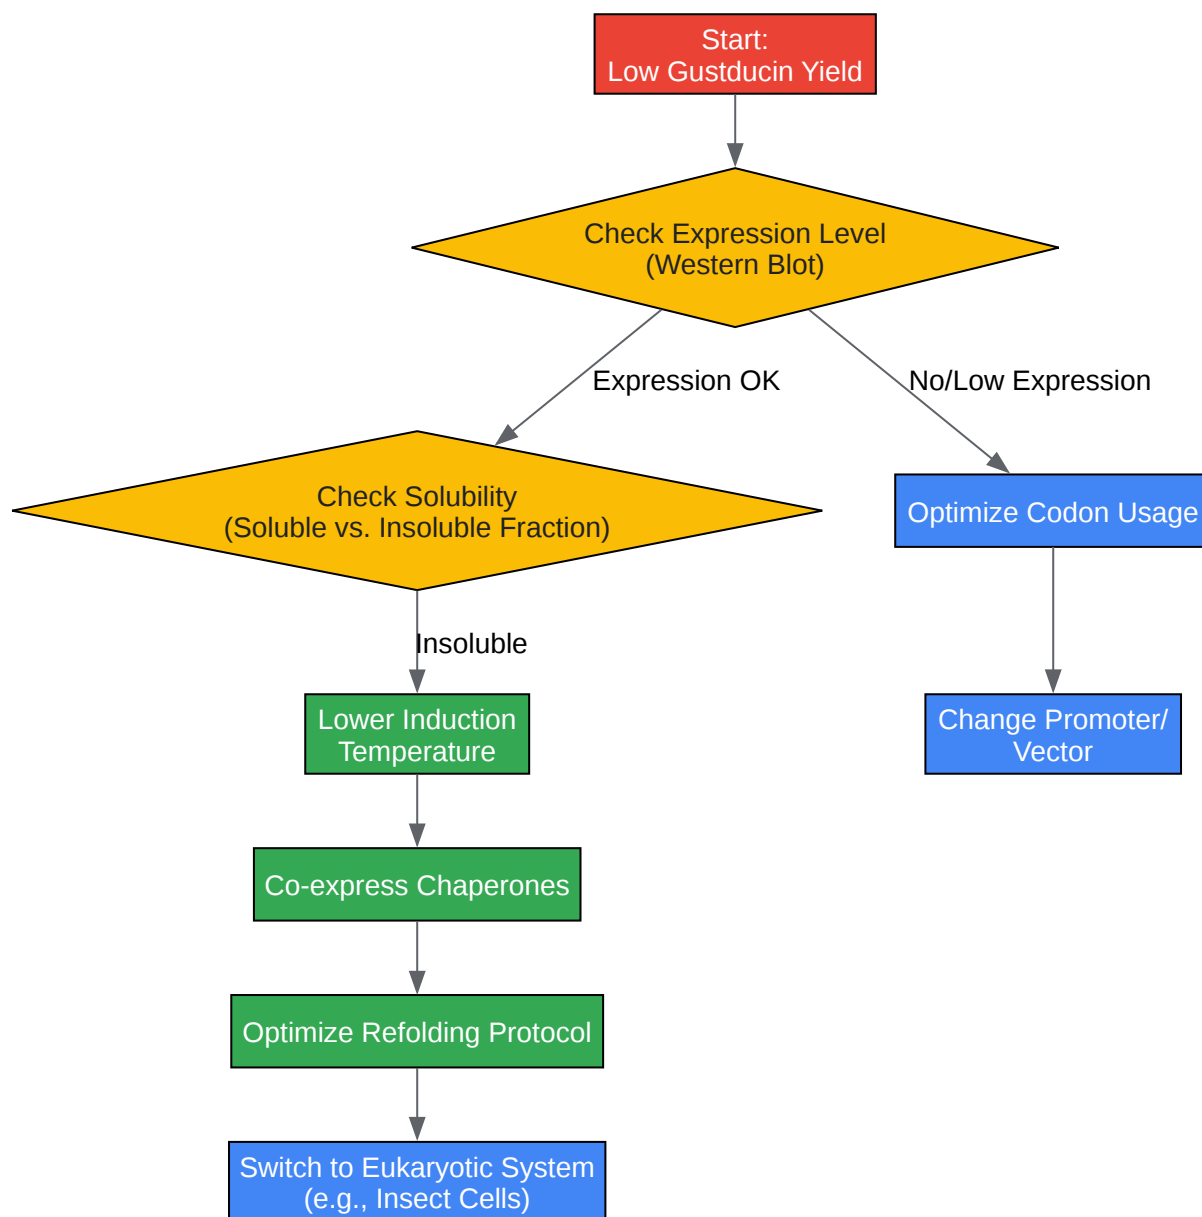 Start:
Low Gustducin Yield
Check Expression Level
(Western Blot)
Expression OK
No/Low Expression
Check Solubility
(Soluble vs. Insoluble Fraction)
Optimize Codon Usage
Insoluble
Lower Induction
Temperature
Change Promoter/
Vector
Co-express Chaperones
Optimize Refolding Protocol
Switch to Eukaryotic System
(e.g., Insect Cells)